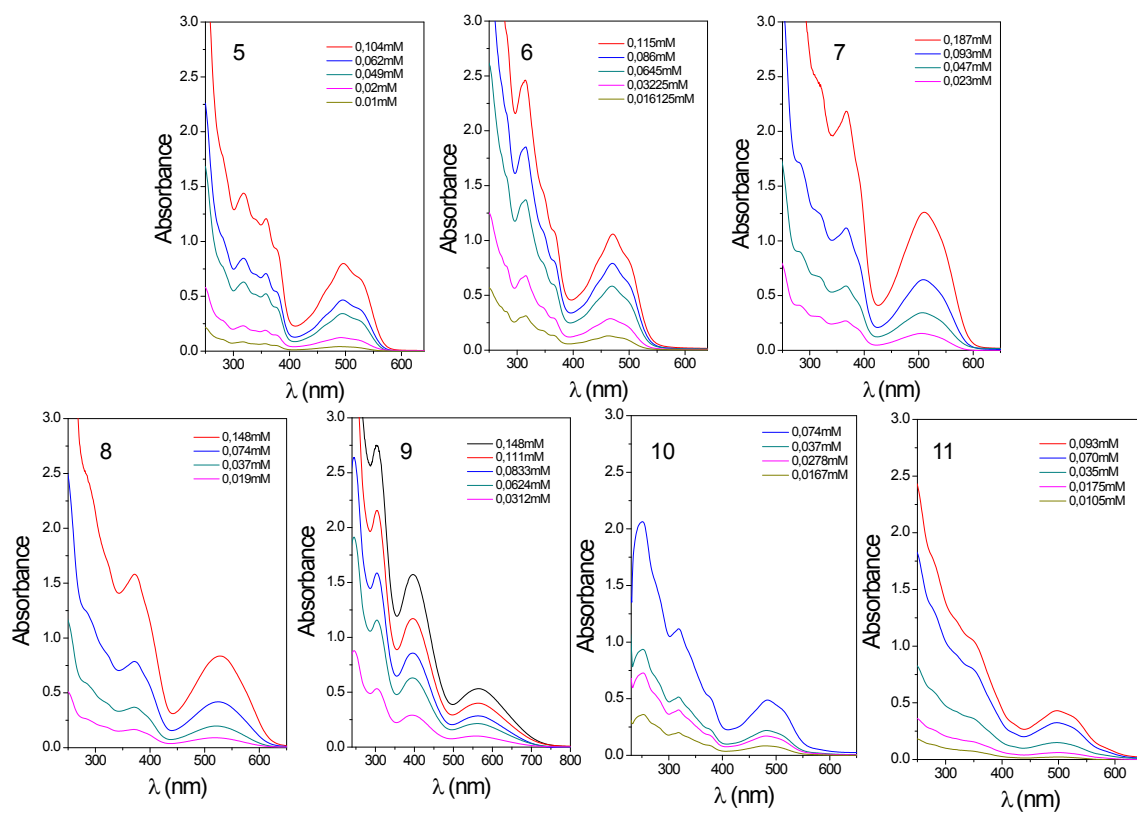 5
0,104mM
0,062mM
0,049mM
0,02mM
0.01mM
3.0
2.5
2.0
1.5
1.0
0.5
0.0
Absorbance
300 400 500 600
λ (nm)
6
0,115mM
0,086mM
0,0645mM
0,03225mM
0,016125mM
3.0
2.5
2.0
1.5
1.0
0.5
0.0
Absorbance
300 400 500 600
λ (nm)
7
0,187mM
0,093mM
0,047mM
0,023mM
3.0
2.5
2.0
1.5
1.0
0.5
0.0
Absorbance
300 400 500 600
λ (nm)
8
0,148mM
0,074mM
0,037mM
0,019mM
3.0
2.5
2.0
1.5
1.0
0.5
0.0
Absorbance
300 400 500 600
λ (nm)
9
0,148mM
0,111mM
0,0833mM
0,0624mM
0,0312mM
3.0
2.5
2.0
1.5
1.0
0.5
0.0
Absorbance
300 400 500 600 700 800
λ (nm)
10
0,074mM
0,037mM
0,0278mM
0,0167mM
3.0
2.5
2.0
1.5
1.0
0.5
0.0
Absorbance
300 400 500 600
λ (nm)
11
0,093mM
0,070mM
0,035mM
0,0175mM
0,0105mM
3.0
2.5
2.0
1.5
1.0
0.5
0.0
Absorbance
300 400 500 600
λ (nm)